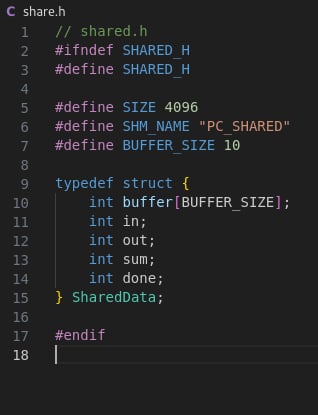 C share.h
1 // shared.h
2 #ifndef SHARED_H
3 #define SHARED_H
4
5 #define SIZE 4096
6 #define SHM_NAME "PC_SHARED"
7 #define BUFFER_SIZE 10
8
9 typedef struct {
10     int buffer[BUFFER_SIZE];
11     int in;
12     int out;
13     int sum;
14     int done;
15 } SharedData;
16
17 #endif
18